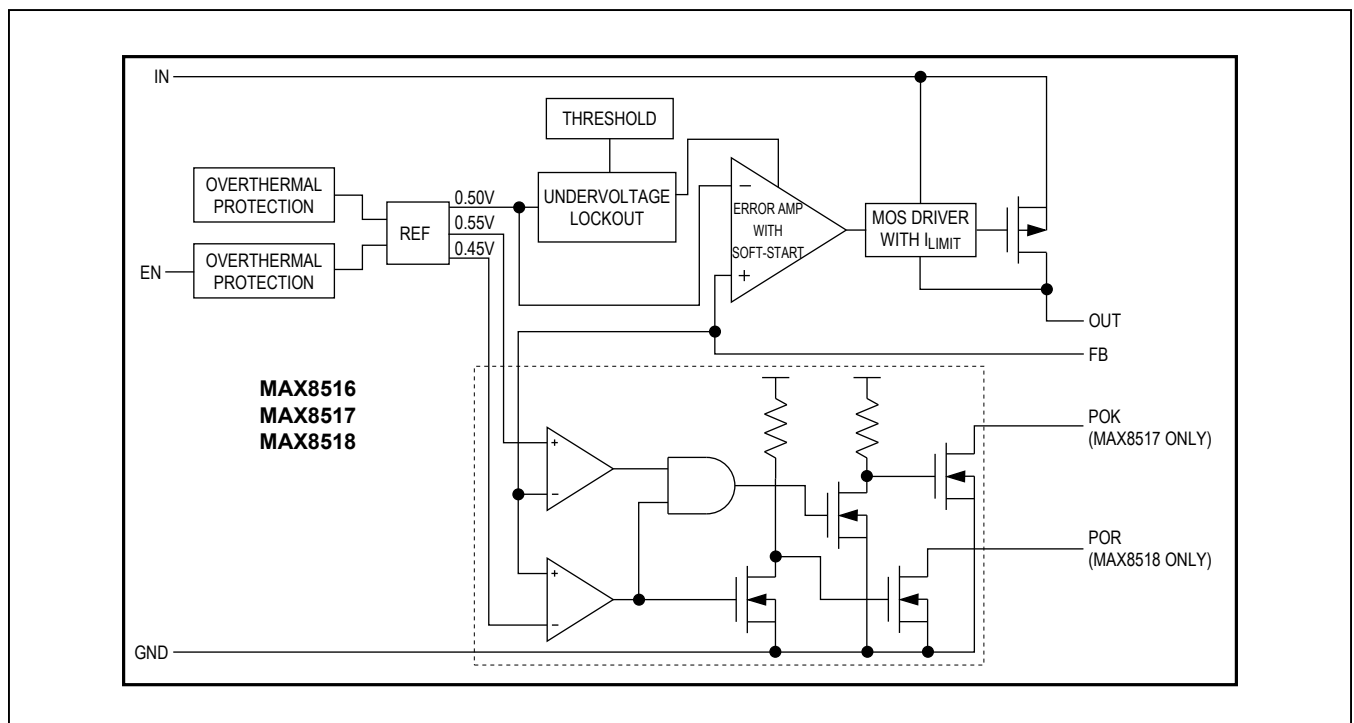 IN
THRESHOLD
OVERTHERMAL
PROTECTION
0.50V
UNDERVOLTAGE
LOCKOUT
−
ERROR AMP
WITH
SOFT-START
+
MOS DRIVER
WITH ILIMIT
REF
0.55V
0.45V
EN
OVERTHERMAL
PROTECTION
OUT
FB
MAX8516
MAX8517
MAX8518
POK
(MAX8517 ONLY)
+
−
POR
(MAX8518 ONLY)
+
−
GND